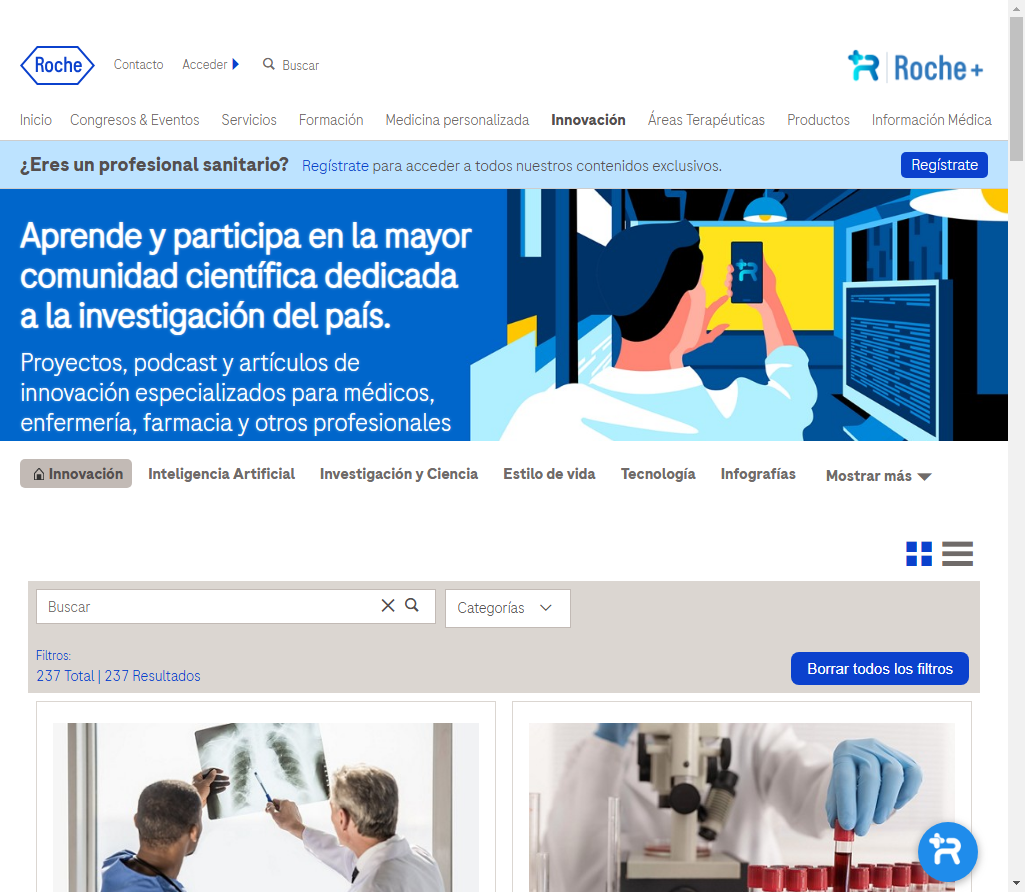 Roche
Contacto
Acceder
Buscar
Roche +
Inicio
Congresos & Eventos
Servicios
Formación
Medicina personalizada
Innovación
Áreas Terapéuticas
Productos
Información Médica
¿Eres un profesional sanitario?
Regístrate para acceder a todos nuestros contenidos exclusivos.
Regístrate
Aprende y participa en la mayor
comunidad científica dedicada
a la investigación del país.
Proyectos, podcast y artículos de
innovación especializados para médicos,
enfermería, farmacia y otros profesionales
Innovación
Inteligencia Artificial
Investigación y Ciencia
Estilo de vida
Tecnología
Infografías
Mostrar más
Buscar
Categorías
Filtros:
237 Total | 237 Resultados
Borrar todos los filtros